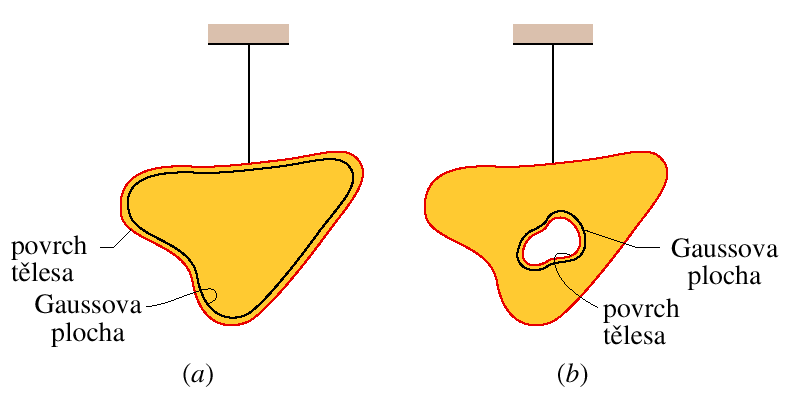 povrch
tělesa
Gaussova
plocha
(a)
Gaussova
plocha
povrch
tělesa
(b)